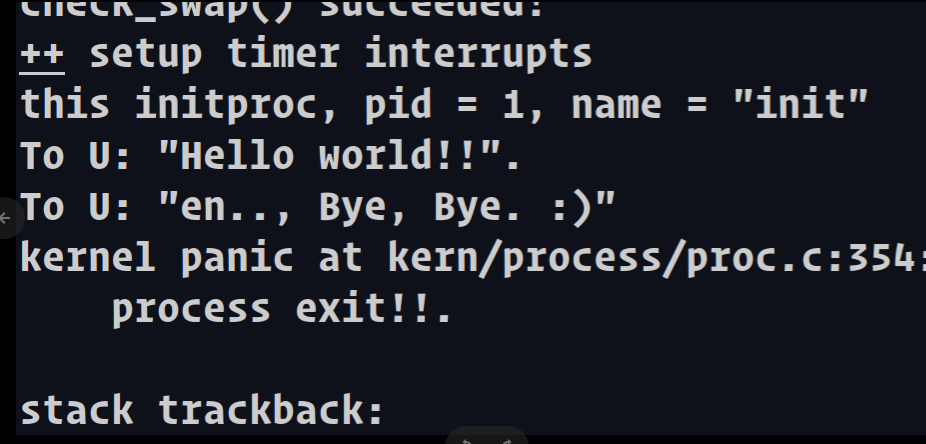 check_swap() succeeded!
++ setup timer interrupts
this initproc, pid = 1, name = "init"
To U: "Hello world!!".
To U: "en.., Bye, Bye. :)"
kernel panic at kern/process/proc.c:354:
process exit!!.
stack trackback: